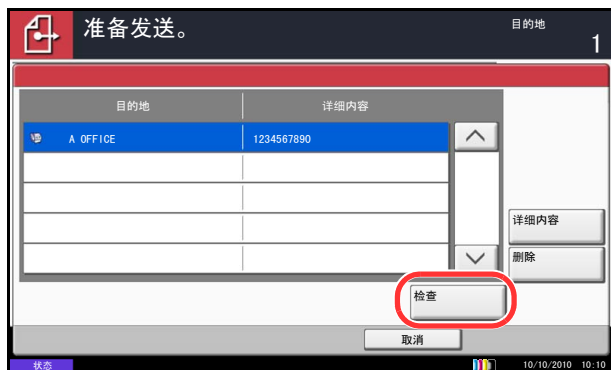 准备发送。
目的地
1
目的地 详细内容
A OFFICE 1234567890
详细内容
删除
检查
取消
状态 10/10/2010 10:10